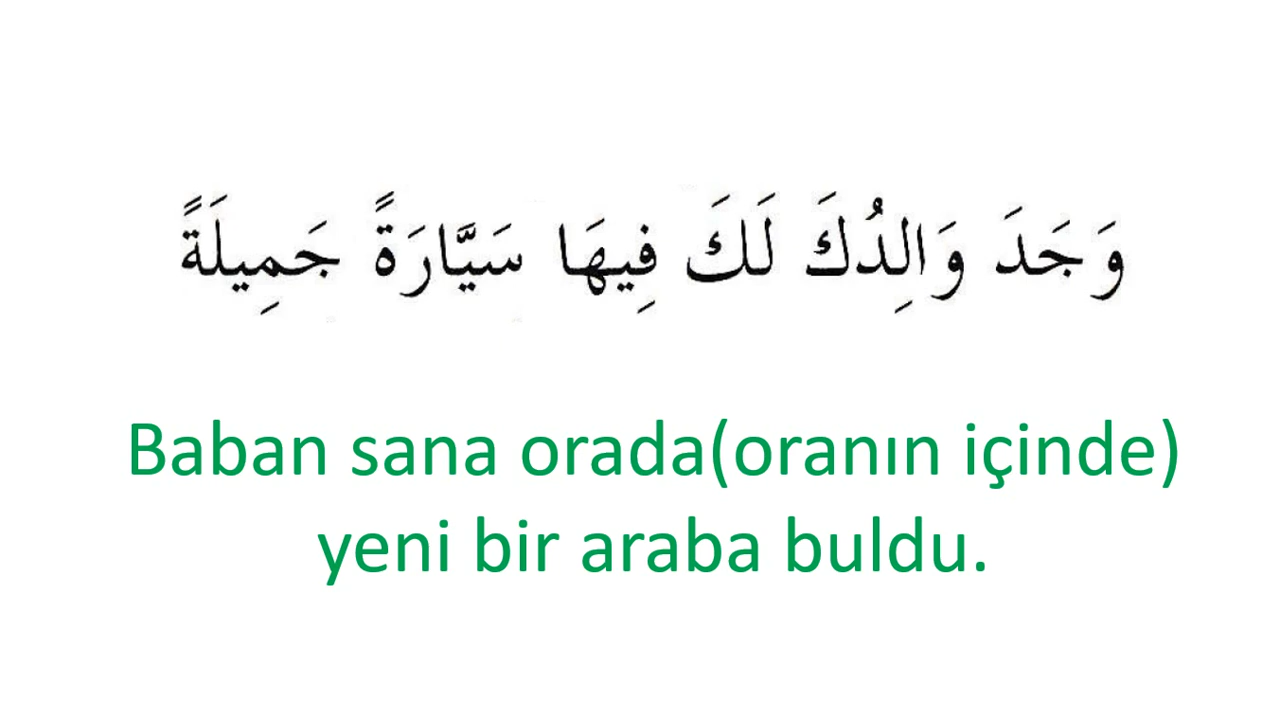 وَجَدَ وَالِدُكَ لَكَ فِيهَا سَيَّارَةً جَمِيلَةً
Baban sana orada(oranın içinde)
yeni bir araba buldu.